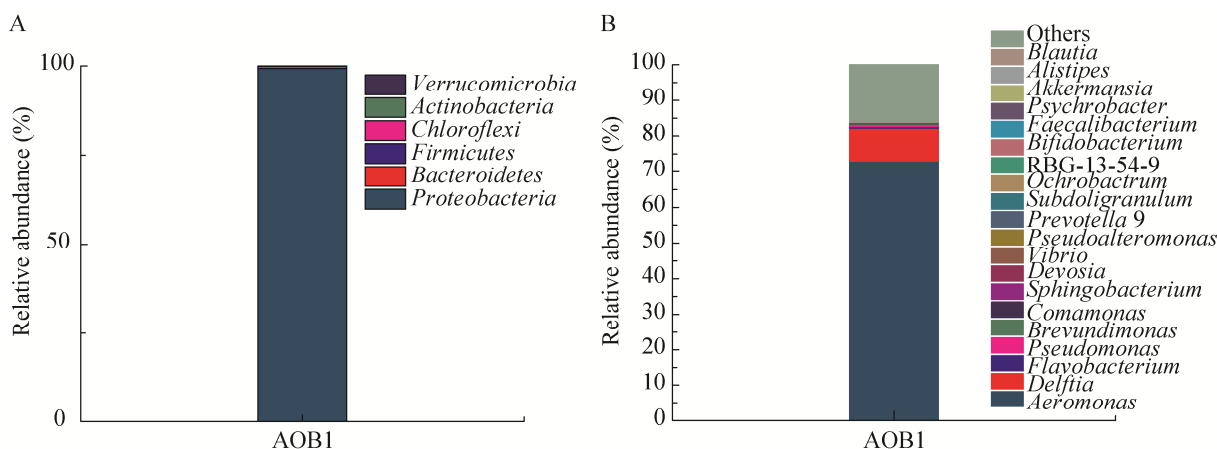 A
Relative abundance (%)
100
50
0
AOB1
Verrucomicrobia
Actinobacteria
Chloroflexi
Firmicutes
Bacteroidetes
Proteobacteria
B
Relative abundance (%)
100
90
80
70
60
50
40
30
20
10
0
AOB1
Others
Blautia
Alistipes
Akkermansia
Psychrobacter
Faecalibacterium
Bifidobacterium
RBG-13-54-9
Ochrobactrum
Subdoligranulum
Prevotella 9
Pseudoalteromonas
Vibrio
Devosia
Sphingobacterium
Comamonas
Brevundimonas
Pseudomonas
Flavobacterium
Delftia
Aeromonas